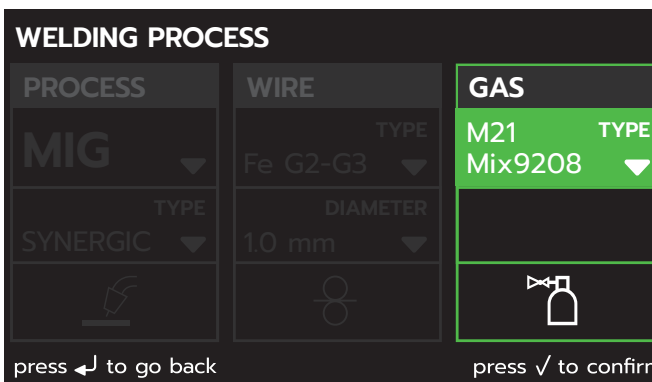 WELDING PROCESS
PROCESS
WIRE
GAS
MIG
TYPE
Fe G2-G3
M21 TYPE
Mix9208
TYPE
SYNERGIC
DIAMETER
1.0 mm
press ↵ to go back
press √ to confirm